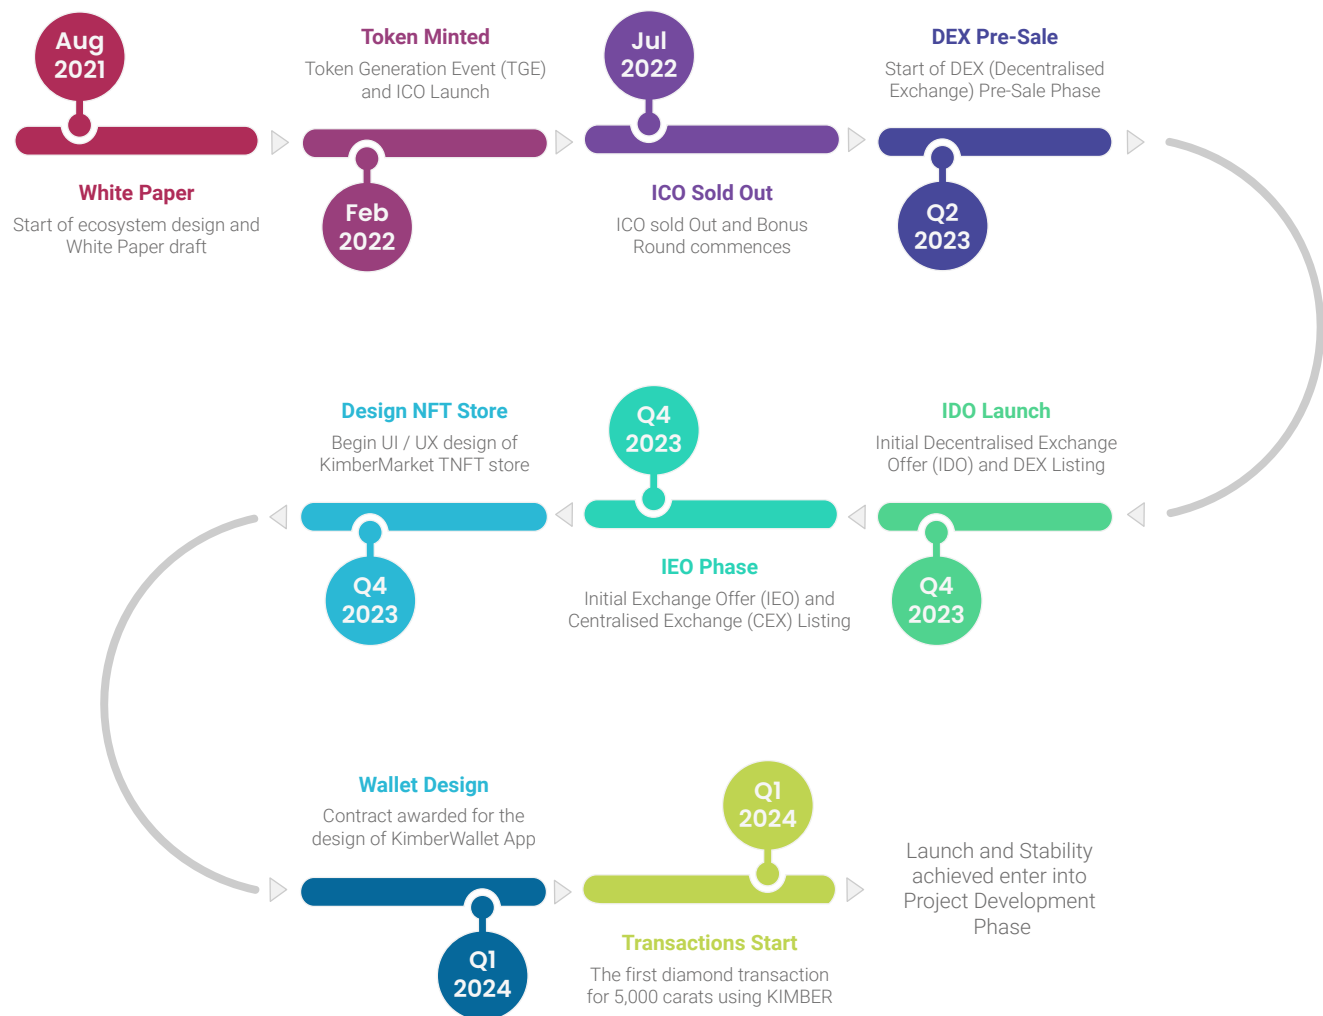 Aug
2021
White Paper
Start of ecosystem design and
White Paper draft
Token Minted
Token Generation Event (TGE)
and ICO Launch
Feb
2022
Jul
2022
ICO Sold Out
ICO sold Out and Bonus
Round commences
DEX Pre-Sale
Start of DEX (Decentralised
Exchange) Pre-Sale Phase
Q2
2023
IDO Launch
Initial Decentralised Exchange
Offer (IDO) and DEX Listing
Q4
2023
Q4
2023
IEO Phase
Initial Exchange Offer (IEO) and
Centralised Exchange (CEX) Listing
Design NFT Store
Begin UI / UX design of
KimberMarket TNFT store
Q4
2023
Wallet Design
Contract awarded for the
design of KimberWallet App
Q1
2024
Q1
2024
Transactions Start
The first diamond transaction
for 5,000 carats using KIMBER
Launch and Stability
achieved enter into
Project Development
Phase